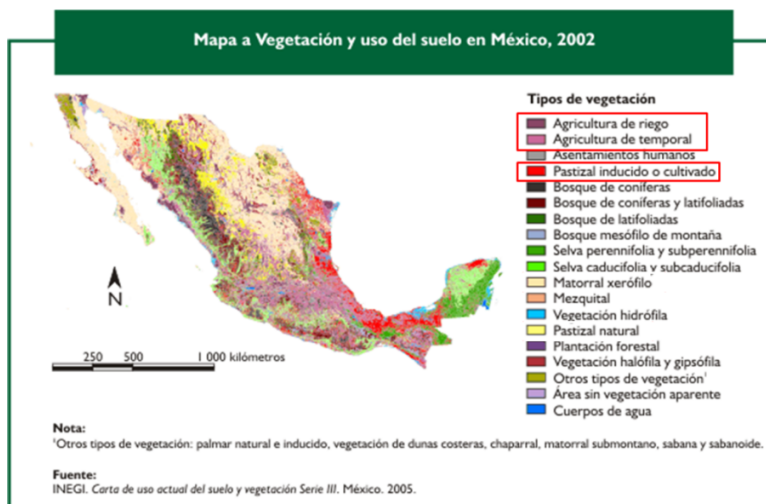 Mapa a Vegetación y uso del suelo en México, 2002
Tipos de vegetación
Agricultura de riego
Agricultura de temporal
Asentamientos humanos
Pastizal inducido o cultivado
Bosque de coníferas
Bosque de coníferas y latifoliadas
Bosque de latifoliadas
Bosque mesófilo de montaña
Selva perennifolia y subperennifolia
Selva caducifolia y subcaducifolia
Matorral xerófilo
Mezquital
Vegetación hidrófila
Pastizal natural
Plantación forestal
Vegetación halófila y gipsófila
Otros tipos de vegetación¹
Área sin vegetación aparente
Cuerpos de agua
N
250 500 1 000 kilómetros
Nota:
¹Otros tipos de vegetación: palmar natural e inducido, vegetación de dunas costeras, chaparral, matorral submontano, sabana y sabanoide.
Fuente:
INEGI. Carta de uso actual del suelo y vegetación Serie III. México. 2005.